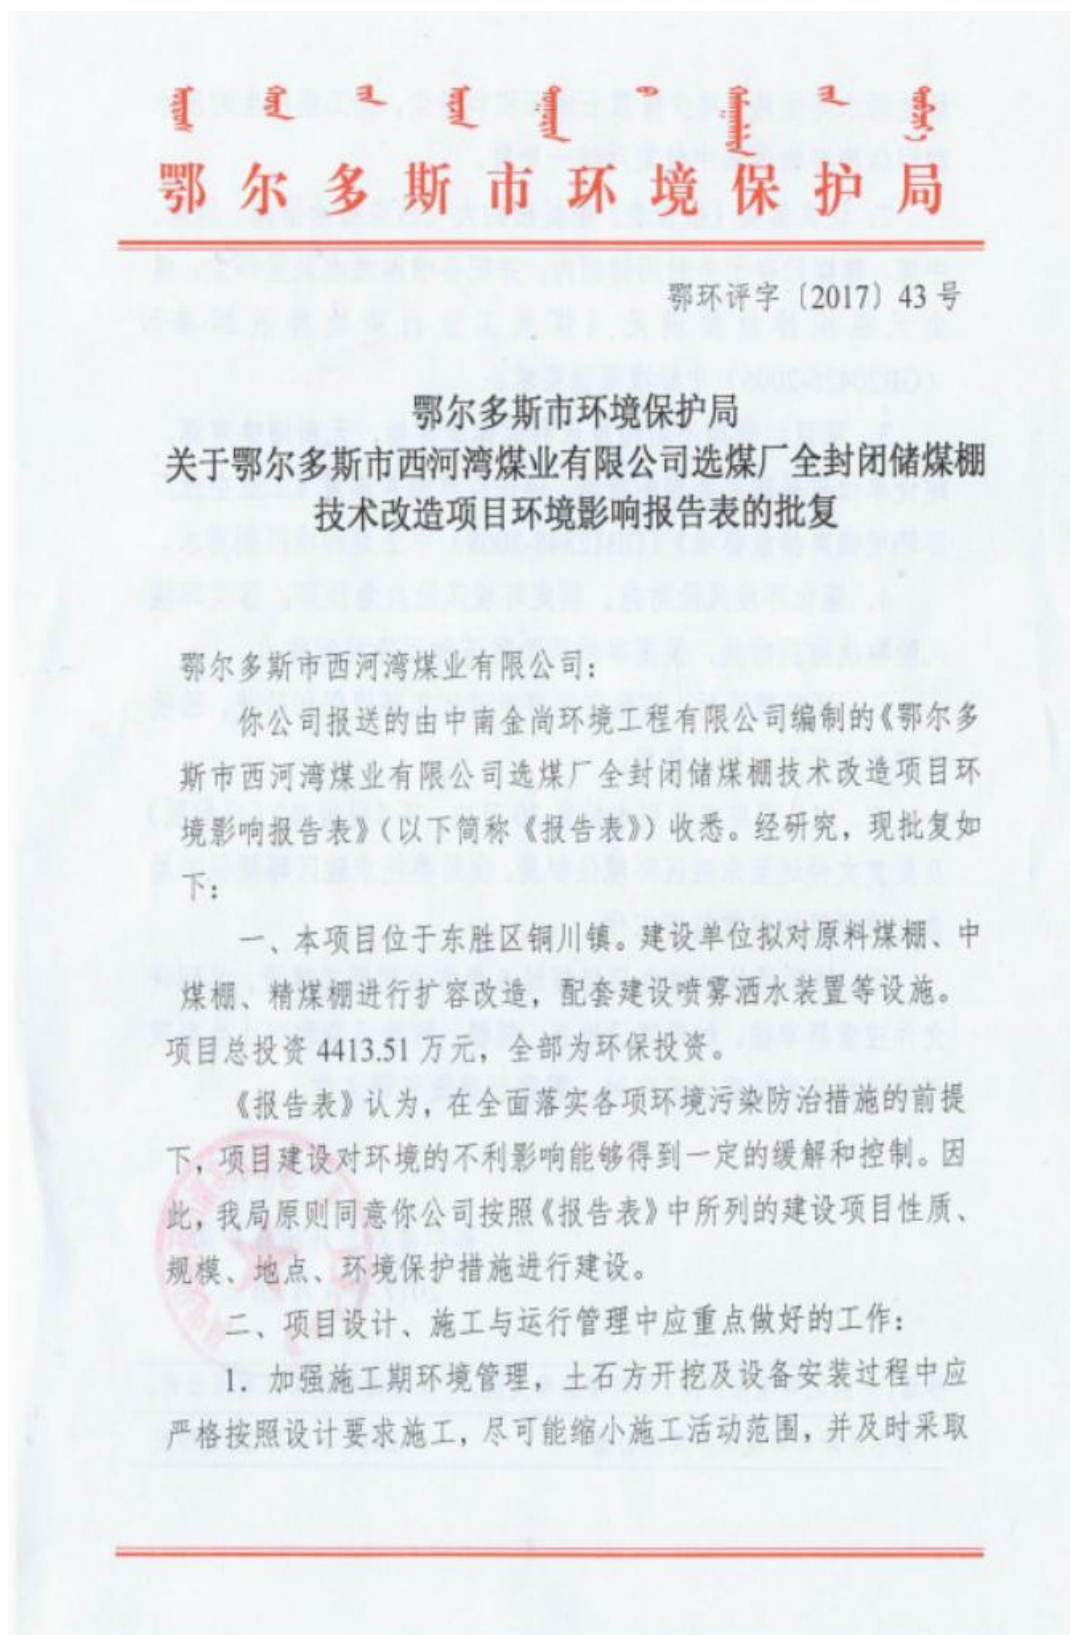 鄂尔多斯市环境保护局
鄂环评字〔2017〕43号
鄂尔多斯市环境保护局
关于鄂尔多斯市西河湾煤业有限公司选煤厂全封闭储煤棚
技术改造项目环境影响报告表的批复
鄂尔多斯市西河湾煤业有限公司：
你公司报送的由中南金尚环境工程有限公司编制的《鄂尔多
斯市西河湾煤业有限公司选煤厂全封闭储煤棚技术改造项目环
境影响报告表》（以下简称《报告表》）收悉。经研究，现批复如
下：
一、本项目位于东胜区铜川镇。建设单位拟对原料煤棚、中
煤棚、精煤棚进行扩容改造，配套建设喷雾洒水装置等设施。
项目总投资 4413.51 万元，全部为环保投资。
《报告表》认为，在全面落实各项环境污染防治措施的前提
下，项目建设对环境的不利影响能够得到一定的缓解和控制。因
此，我局原则同意你公司按照《报告表》中所列的建设项目性质、
规模、地点、环境保护措施进行建设。
二、项目设计、施工与运行管理中应重点做好的工作：
1．加强施工期环境管理，土石方开挖及设备安装过程中应
严格按照设计要求施工，尽可能缩小施工活动范围，并及时采取